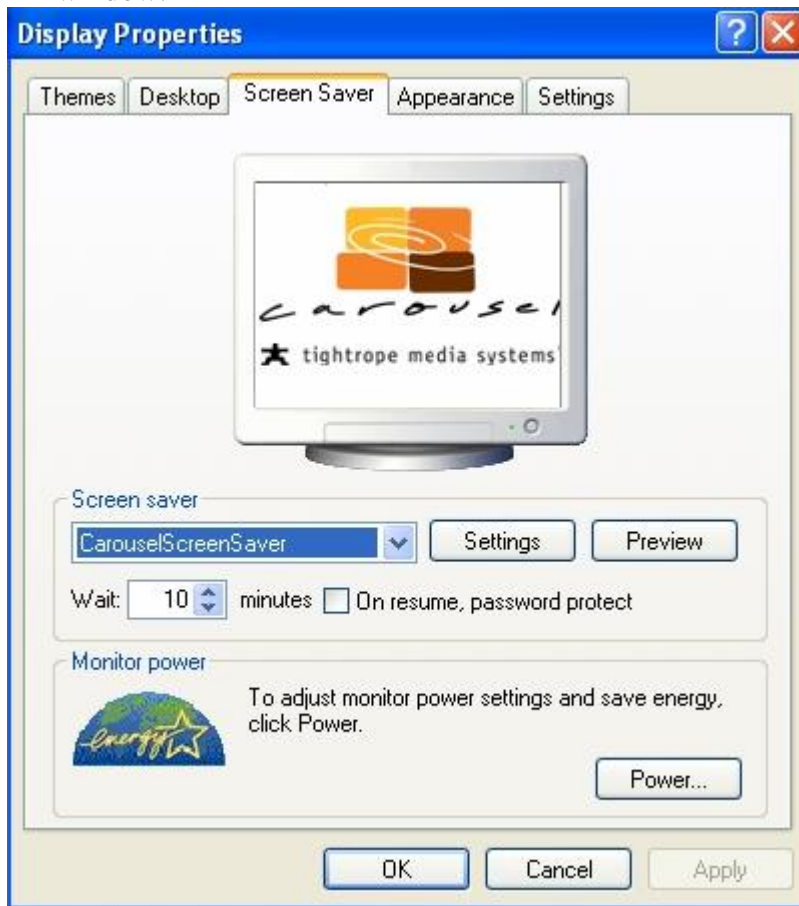 Display Properties
Themes Desktop Screen Saver Appearance Settings
carousel
tightrope media systems
Screen saver
CarouselScreenSaver Settings Preview
Wait: 10 minutes On resume, password protect
Monitor power
energy
To adjust monitor power settings and save energy,
click Power.
Power...
OK Cancel Apply